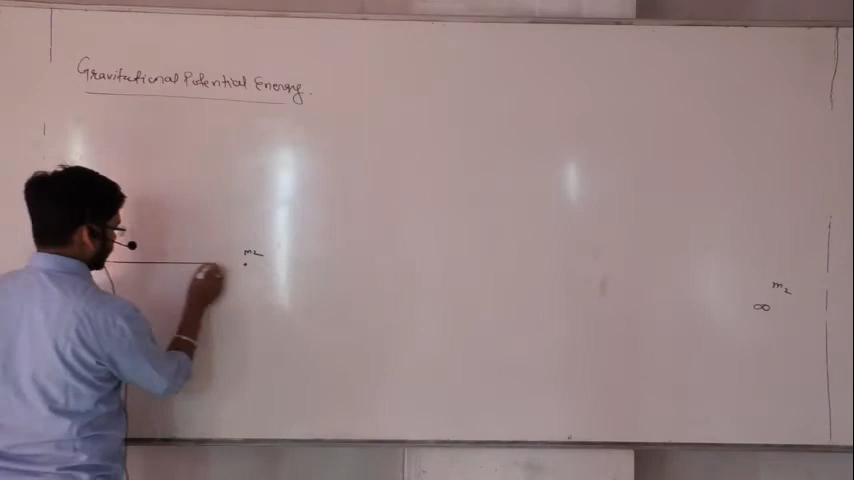 Gravitational Potential Energy.
m2
m2
∞